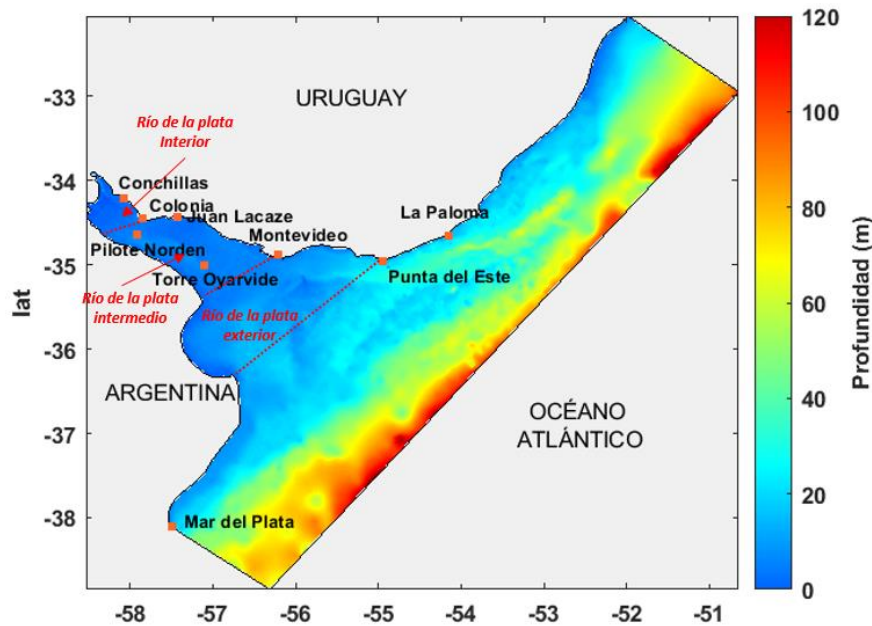 URUGUAY
Río de la plata
Interior
Conchillas
Colonia
Juan Lacaze
La Paloma
Montevideo
Pilote Norden
Punta del Este
Torre Oyarvide
Río de la plata
intermedio
Río de la plata
exterior
ARGENTINA
OCÉANO
ATLÁNTICO
Mar del Plata
lat
-33
-34
-35
-36
-37
-38
-58
-57
-56
-55
-54
-53
-52
-51
120
100
80
60
40
20
0
Profundidad (m)